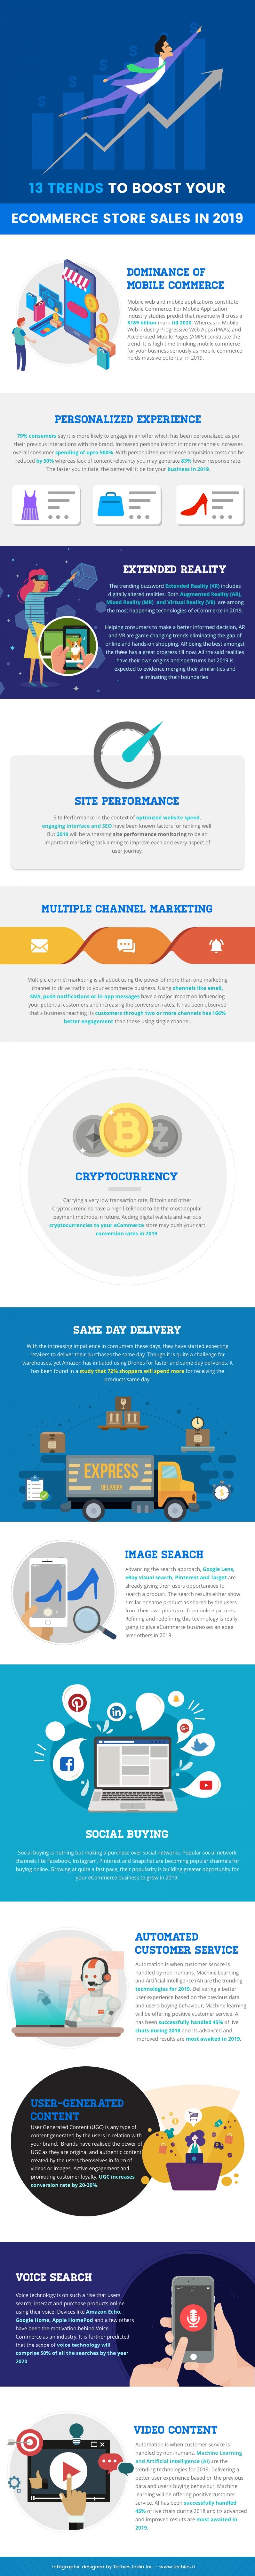 13 TRENDS TO BOOST YOUR
ECOMMERCE STORE SALES IN 2019
DOMINANCE OF
MOBILE COMMERCE
Mobile web and mobile applications constitute
Mobile Commerce. For Mobile Application
industry studies predict that revenue will cross a
$189 billion mark till 2020. Whereas in Mobile
Web industry Progressive Web Apps (PWAs) and
Accelerated Mobile Pages (AMPs) constitute the
trend. It is high time thinking mobile commerce
for your business seriously as mobile commerce
holds massive potential in 2019.
PERSONALIZED EXPERIENCE
79% consumers say it is more likely to engage in an offer which has been personalized as per
their previous interactions with the brand. Increased personalization in more channels increases
overall consumer spending of upto 500%. With personalized experience acquisition costs can be
reduced by 50% whereas lack of content relevancy you may generate 83% lower response rate.
The faster you initiate, the better will it be for your business in 2019.
EXTENDED REALITY
The trending buzzword Extended Reality (XR) includes
digitally altered realities. Both Augmented Reality (AR),
Mixed Reality (MR) and Virtual Reality (VR) are among
the most happening technologies of eCommerce in 2019.
Helping consumers to make a better informed decision, AR
and VR are game changing trends eliminating the gap of
online and hands-on shopping. AR being the best amongst
the three has a great progress till now. All the said realities
have their own origins and spectrums but 2019 is
expected to evidence merging their similarities and
eliminating their boundaries.
SITE PERFORMANCE
Site Performance in the context of optimized website speed,
engaging interface and SEO have been known factors for ranking well.
But 2019 will be witnessing site performance monitoring to be an
important marketing task aiming to improve each and every aspect of
user journey.
MULTIPLE CHANNEL MARKETING
Multiple channel marketing is all about using the power of more than one marketing
channel to drive traffic to your ecommerce business. Using channels like email,
SMS, push notifications or in-app messages have a major impact on influencing
your potential customers and increasing the conversion rates. It has been observed
that a business reaching its customers through two or more channels has 166%
better engagement than those using single channel.
CRYPTOCURRENCY
Carrying a very low transaction rate, Bitcoin and other
Cryptocurrencies have a high likelihood to be the most popular
payment methods in future. Adding digital wallets and various
cryptocurrencies to your eCommerce store may push your cart
conversion rates in 2019.
SAME DAY DELIVERY
With the increasing impatience in consumers these days, they have started expecting
retailers to deliver their purchases the same day. Though it is quite a challenge for
warehouses, yet Amazon has initiated using Drones for faster and same day deliveries. It
has been found in a study that 72% shoppers will spend more for receiving the
products same day.
EXPRESS
DELIVERY
IMAGE SEARCH
Advancing the search approach, Google Lens,
eBay visual search, Pinterest and Target are
already giving their users opportunities to
search a product. The search results either show
similar or same product as shared by the users
from their own photos or from online pictures.
Refining and redefining this technology is really
going to give eCommerce businesses an edge
over others in 2019.
SOCIAL BUYING
Social buying is nothing but making a purchase over social networks. Popular social network
channels like Facebook, Instagram, Pinterest and Snapchat are becoming popular channels for
buying online. Growing at quite a fast pace, their popularity is building greater opportunity for
your eCommerce business to grow in 2019.
AUTOMATED
CUSTOMER SERVICE
Automation is when customer service is
handled by non-humans. Machine Learning
and Artificial Intelligence (AI) are the trending
technologies for 2019. Delivering a better
user experience based on the previous data
and user's buying behaviour, Machine learning
will be offering positive customer service. AI
has been successfully handled 45% of live
chats during 2018 and its advanced and
improved results are most awaited in 2019.
USER-GENERATED
CONTENT
User Generated Content (UGC) is any type of
content generated by the users in relation with
your brand. Brands have realised the power of
UGC as they are original and authentic content
created by the users themselves in form of
videos or images. Active engagement and
promoting customer loyalty, UGC increases
conversion rate by 20-30%.
VOICE SEARCH
Voice technology is on such a rise that users
search, interact and purchase products online
using their voice. Devices like Amazon Echo,
Google Home, Apple HomePod and a few others
have been the motivation behind Voice
Commerce as an industry. It is further predicted
that the scope of voice technology will
comprise 50% of all the searches by the year
2020.
VIDEO CONTENT
Automation is when customer service is
handled by non-humans. Machine Learning
and Artificial Intelligence (AI) are the
trending technologies for 2019. Delivering a
better user experience based on the previous
data and user's buying behaviour, Machine
learning will be offering positive customer
service. AI has been successfully handled
45% of live chats during 2018 and its advanced
and improved results are most awaited in
2019.
Infographic designed by Techies India Inc. - www.techies.it